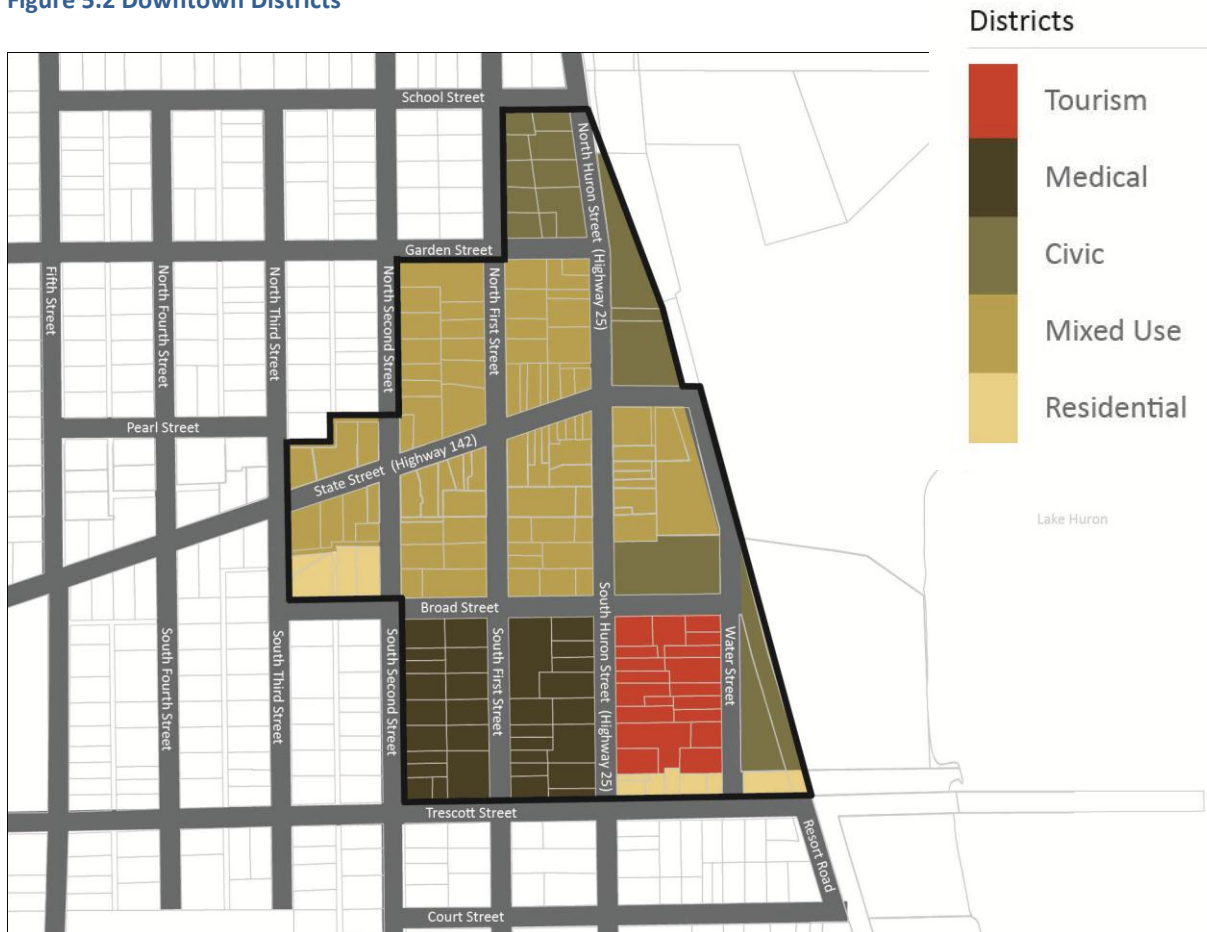 Figure 5.2 Downtown Districts
Districts
Tourism
Medical
Civic
Mixed Use
Residential
School Street
North Huron Street (Highway 25)
Garden Street
Fifth Street
North Fourth Street
North Third Street
North Second Street
North First Street
Pearl Street
State Street (Highway 142)
Lake Huron
Broad Street
South Huron Street (Highway 25)
Water Street
South Fourth Street
South Third Street
South Second Street
South First Street
Trescott Street
Resort Road
Court Street